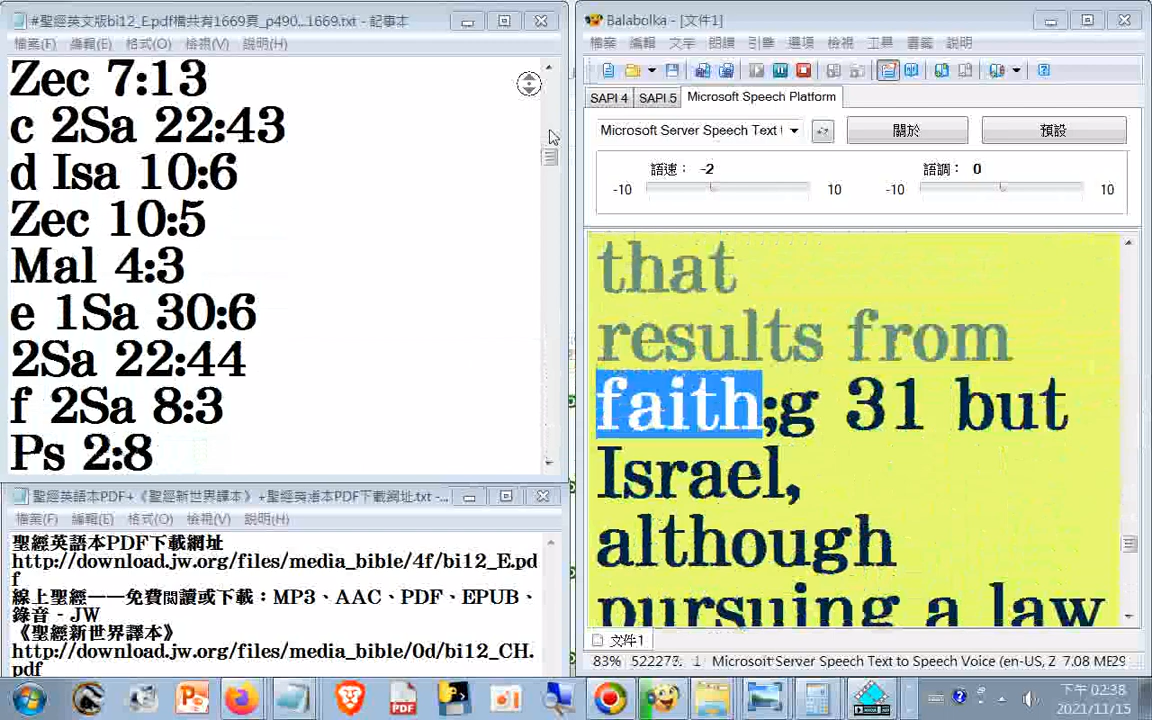 #聖經英文版bi12_E.pdf檔共有1669頁_p490...1669.txt - 記事本
檔案(F) 編輯(E) 格式(O) 檢視(V) 說明(H)
Zec 7:13
c 2Sa 22:43
d Isa 10:6
Zec 10:5
Mal 4:3
e 1Sa 30:6
2Sa 22:44
f 2Sa 8:3
Ps 2:8
聖經英語本PDF+《聖經新世界譯本》+聖經英語本PDF下載網址.txt -...
檔案(F) 編輯(E) 格式(O) 檢視(V) 說明(H)
聖經英語本PDF下載網址
http://download.jw.org/files/media_bible/4f/bi12_E.pd
f
線上聖經——免費閱讀或下載：MP3、AAC、PDF、EPUB、
錄音 - JW
《聖經新世界譯本》
http://download.jw.org/files/media_bible/0d/bi12_CH.
pdf
Balabolka - [文件1]
檔案 編輯 文字 朗讀 引擎 選項 檢視 工具 書籤 說明
SAPI 4 SAPI 5 Microsoft Speech Platform
Microsoft Server Speech Text 關於 預設
語速： -2 語調： 0
-10 10 -10 10
that
results from
faith;g 31 but
Israel,
although
pursuing a law
文件1
83% 522273: 1 Microsoft Server Speech Text to Speech Voice (en-US, Z 7.08 ME29
PDF
下午 02:38
2021/11/15